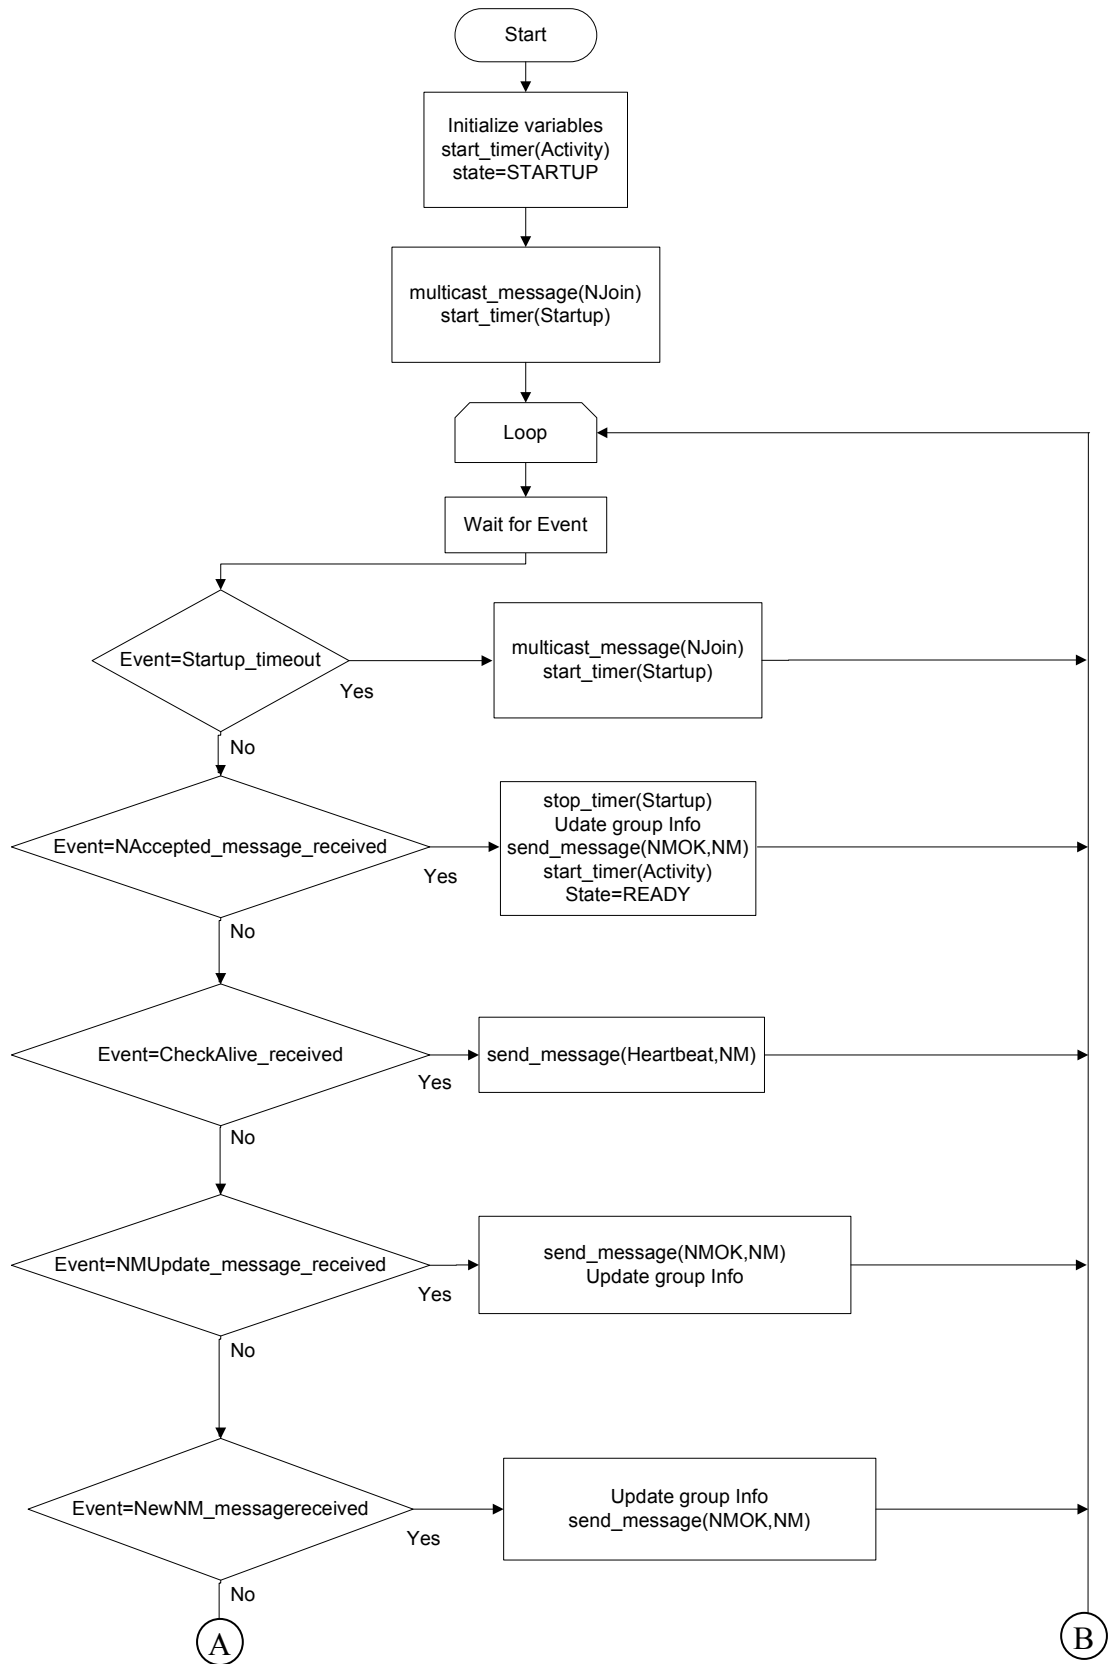 Start
Initialize variables
start_timer(Activity)
state=STARTUP
multicast_message(NJoin)
start_timer(Startup)
Loop
Wait for Event
Event=Startup_timeout
Yes
multicast_message(NJoin)
start_timer(Startup)
No
Event=NAccepted_message_received
Yes
stop_timer(Startup)
Udate group Info
send_message(NMOK,NM)
start_timer(Activity)
State=READY
No
Event=CheckAlive_received
Yes
send_message(Heartbeat,NM)
No
Event=NMUpdate_message_received
Yes
send_message(NMOK,NM)
Update group Info
No
Event=NewNM_messagereceived
Yes
Update group Info
send_message(NMOK,NM)
No
A
B